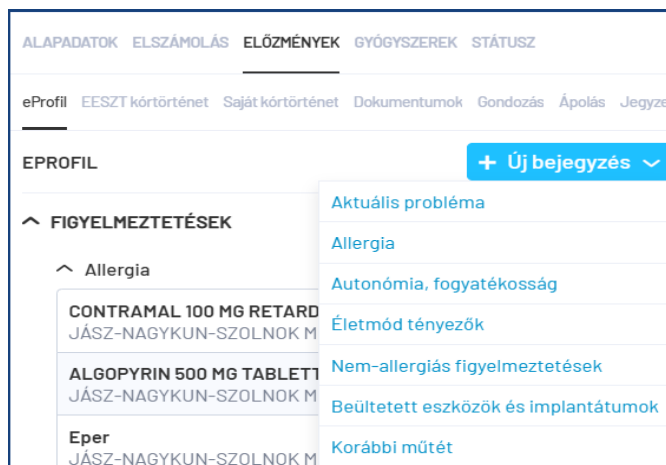 ALAPADATOK ELSZÁMOLÁS ELŐZMÉNYEK GYÓGYSZEREK STÁTUSZ
eProfil EESZT kórtörténet Saját kórtörténet Dokumentumok Gondozás Ápolás Jegyze
EPROFIL
+ Új bejegyzés
FIGYELMEZTETÉSEK
Allergia
CONTRAMAL 100 MG RETARD
JÁSZ-NAGYKUN-SZOLNOK M
ALGOPYRIN 500 MG TABLETT
JÁSZ-NAGYKUN-SZOLNOK M
Eper
JÁSZ-NAGYKUN-SZOLNOK M
Aktuális probléma
Allergia
Autonómia, fogyatékosság
Életmód tényezők
Nem-allergiás figyelmeztetések
Beültetett eszközök és implantátumok
Korábbi műtét